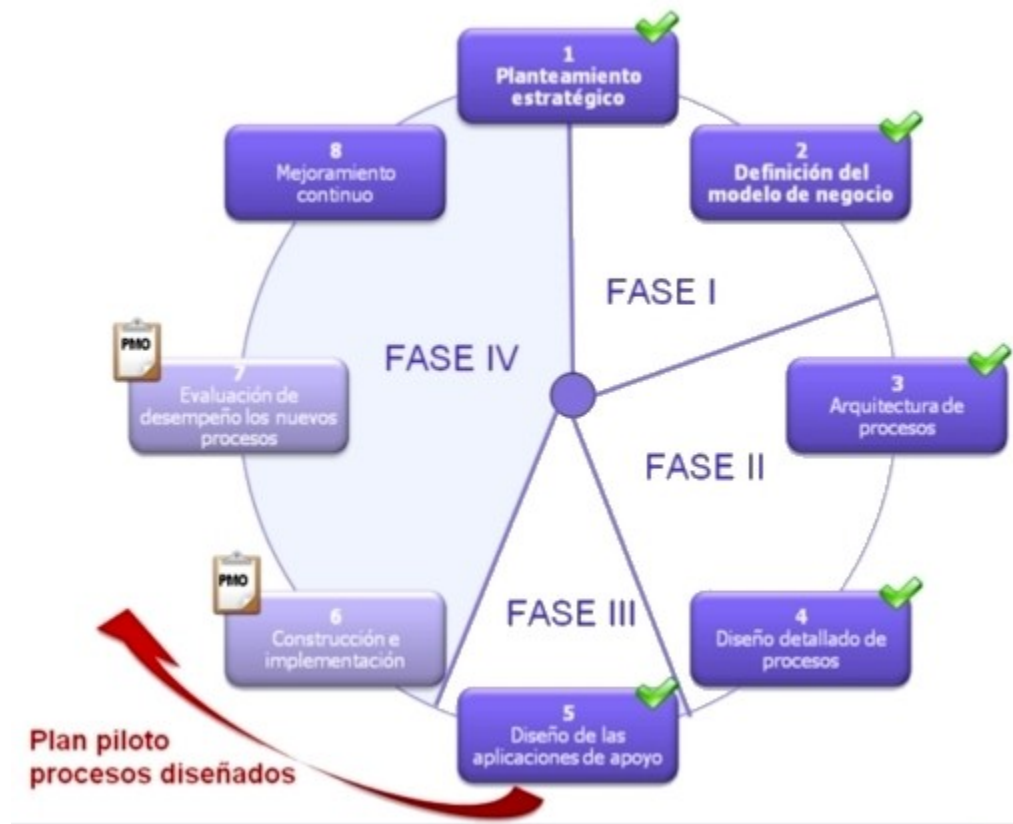 1
Planteamiento
estratégico
2
Definición del
modelo de negocio
3
Arquitectura de
procesos
4
Diseño detallado de
procesos
5
Diseño de las
aplicaciones de apoyo
6
Construcción e
implementación
7
Evaluación de
desempeño los nuevos
procesos
8
Mejoramiento
continuo
FASE I
FASE II
FASE III
FASE IV
PMO
PMO
Plan piloto
procesos diseñados